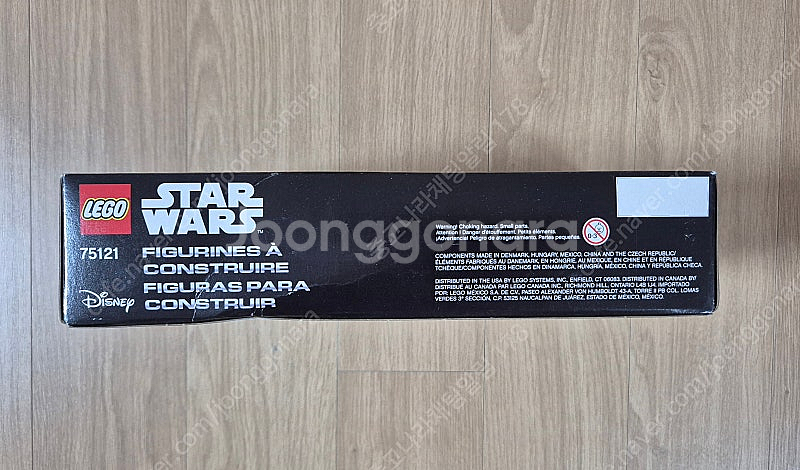 LEGO
STAR
WARS™
75121
FIGURINES À
CONSTRUIRE
FIGURAS PARA
CONSTRUIR
Disney
Warning! Choking hazard. Small parts.
Attention ! Danger d'étouffement. Petits éléments.
¡Advertencia! Peligro de atragantamiento. Partes pequeñas.
0-3
COMPONENTS MADE IN DENMARK, HUNGARY, MEXICO, CHINA AND THE CZECH REPUBLIC/
ÉLÉMENTS FABRIQUÉS AU DANEMARK, EN HONGRIE, AU MEXIQUE, EN CHINE ET EN RÉPUBLIQUE
TCHÈQUE/COMPONENTES HECHOS EN DINAMARCA, HUNGRÍA, MÉXICO, CHINA Y REPÚBLICA CHECA.
DISTRIBUTED IN THE USA BY LEGO SYSTEMS, INC., ENFIELD, CT 06083. DISTRIBUTED IN CANADA BY/
DISTRIBUÉ AU CANADA PAR LEGO CANADA INC., RICHMOND HILL, ONTARIO L4B 1J4. IMPORTADO
POR: LEGO MÉXICO S.A. DE C.V., PASEO ALEXANDER VON HUMBOLDT 43-A, TORRE II PB COL. LOMAS
VERDES 3ª SECCIÓN, C.P. 53125 NAUCALPAN DE JUÁREZ, ESTADO DE MÉXICO, MÉXICO.
joonggonara